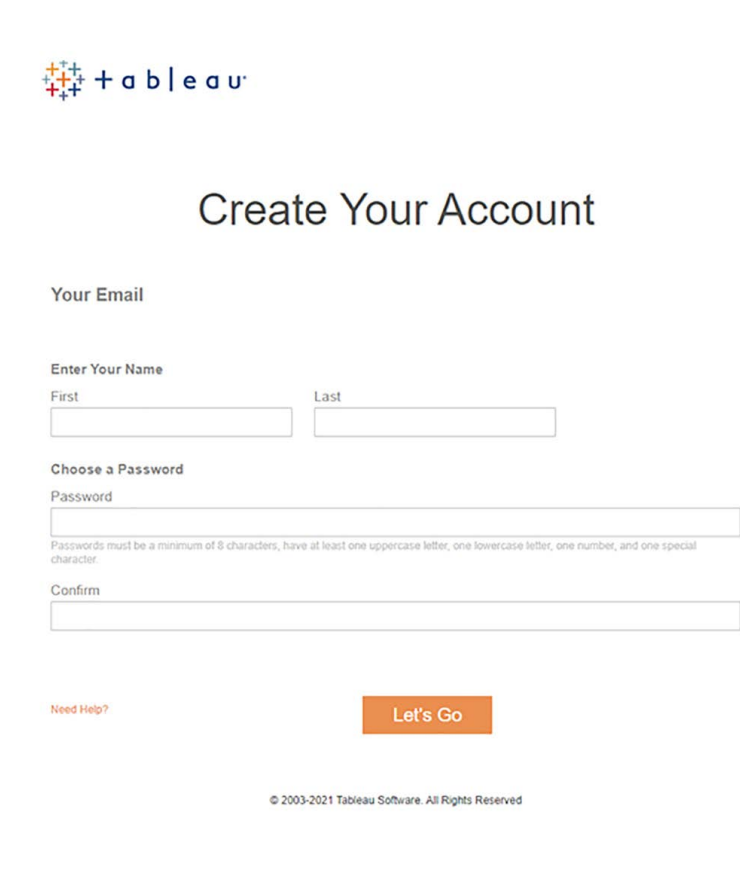 +ableau
Create Your Account
Your Email
Enter Your Name
First Last
Choose a Password
Password
Passwords must be a minimum of 8 characters, have at least one uppercase letter, one lowercase letter, one number, and one special
character.
Confirm
Need Help? Let's Go
© 2003-2021 Tableau Software. All Rights Reserved